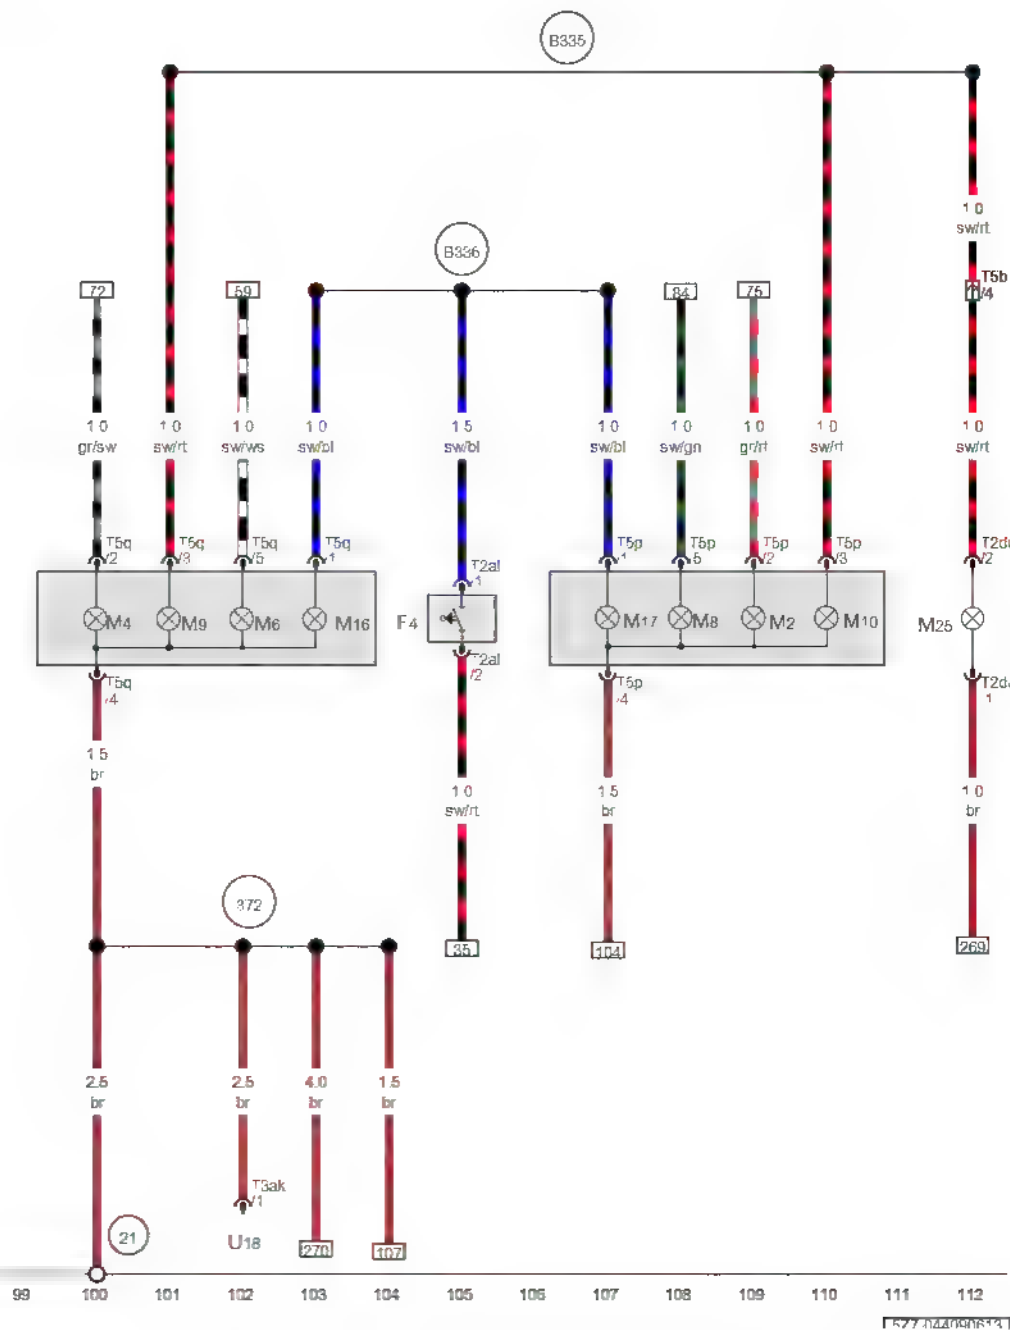 B335
1.0
sw/rt
B336
72
59
84
75
T5b
/4
1.0 1.0 1.0 1.0 1.5 1.0 1.0 1.0 1.0 1.0
gr/sw sw/rt sw/ws sw/bl sw/bl sw/bl sw/gn gr/rt sw/rt sw/rt
T5q T5q T5q T5q T5p T5p T5p T5p
/2 /3 /5 /1 /1 /5 /2 /3 /2
T2al
/1
M4 M9 M6 M16 F4 M17 M8 M2 M10 M25
T5q T2al T5p
/4 /2 /4 /1
1.5
br
1.0 1.5 1.0
sw/rt br br
372
35 104 269
2.5 2.5 4.0 1.5
br br br br
T3ak
/1
21 U18 270 107
99 100 101 102 103 104 105 106 107 108 109 110 111 112